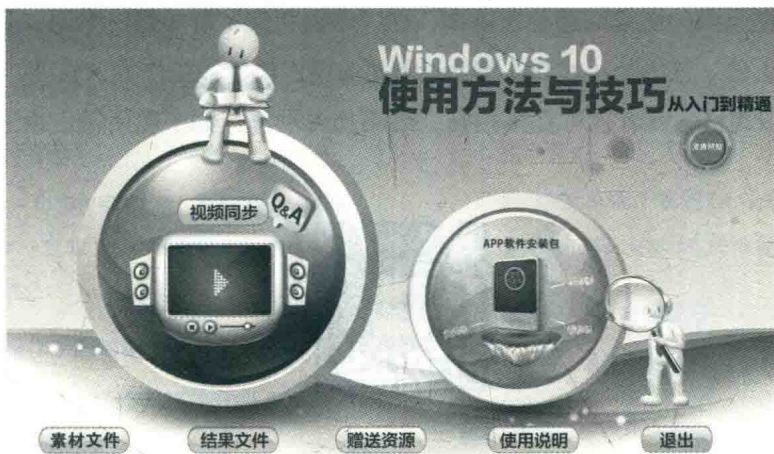 Windows 10
使用方法与技巧从入门到精通
视频同步
Q&A
APP软件安装包
素材文件
结果文件
赠送资源
使用说明
退出